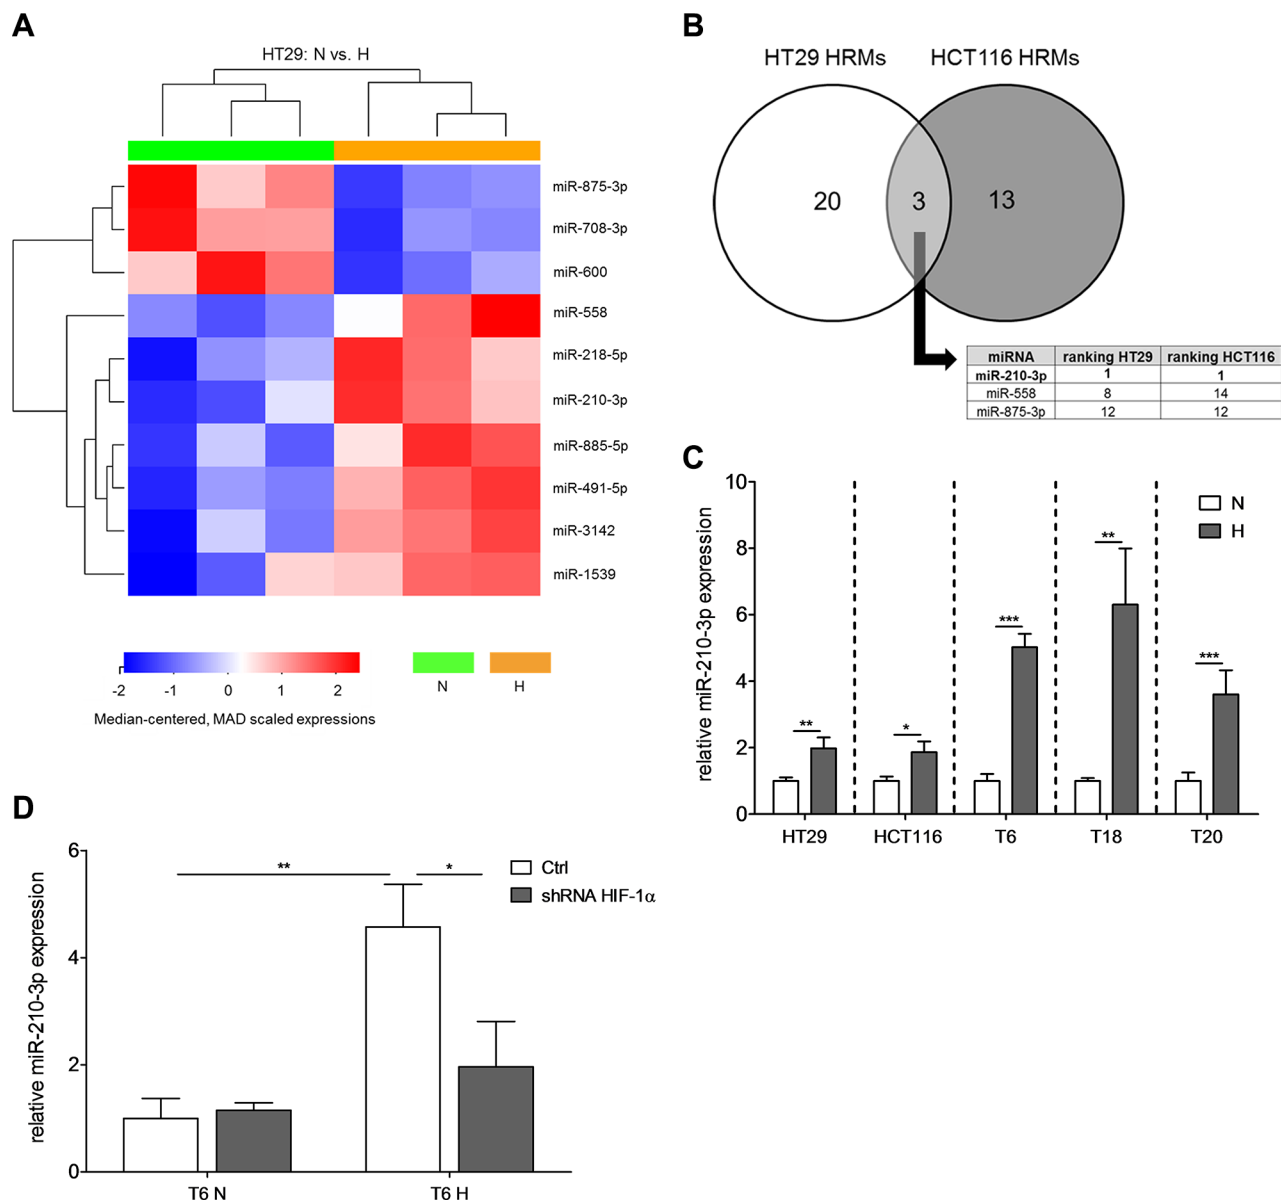 A
HT29: N vs. H
miR-875-3p
miR-708-3p
miR-600
miR-558
miR-218-5p
miR-210-3p
miR-885-5p
miR-491-5p
miR-3142
miR-1539
-2 -1 0 1 2
N H
Median-centered, MAD scaled expressions
B
HT29 HRMs HCT116 HRMs
20 3 13
miRNA ranking HT29 ranking HCT116
miR-210-3p 1 1
miR-558 8 14
miR-875-3p 12 12
C
relative miR-210-3p expression
10
8
6
4
2
0
N
H
** * *** ** ***
HT29 HCT116 T6 T18 T20
D
relative miR-210-3p expression
6
4
2
0
** *
Ctrl
shRNA HIF-1α
T6 N T6 H